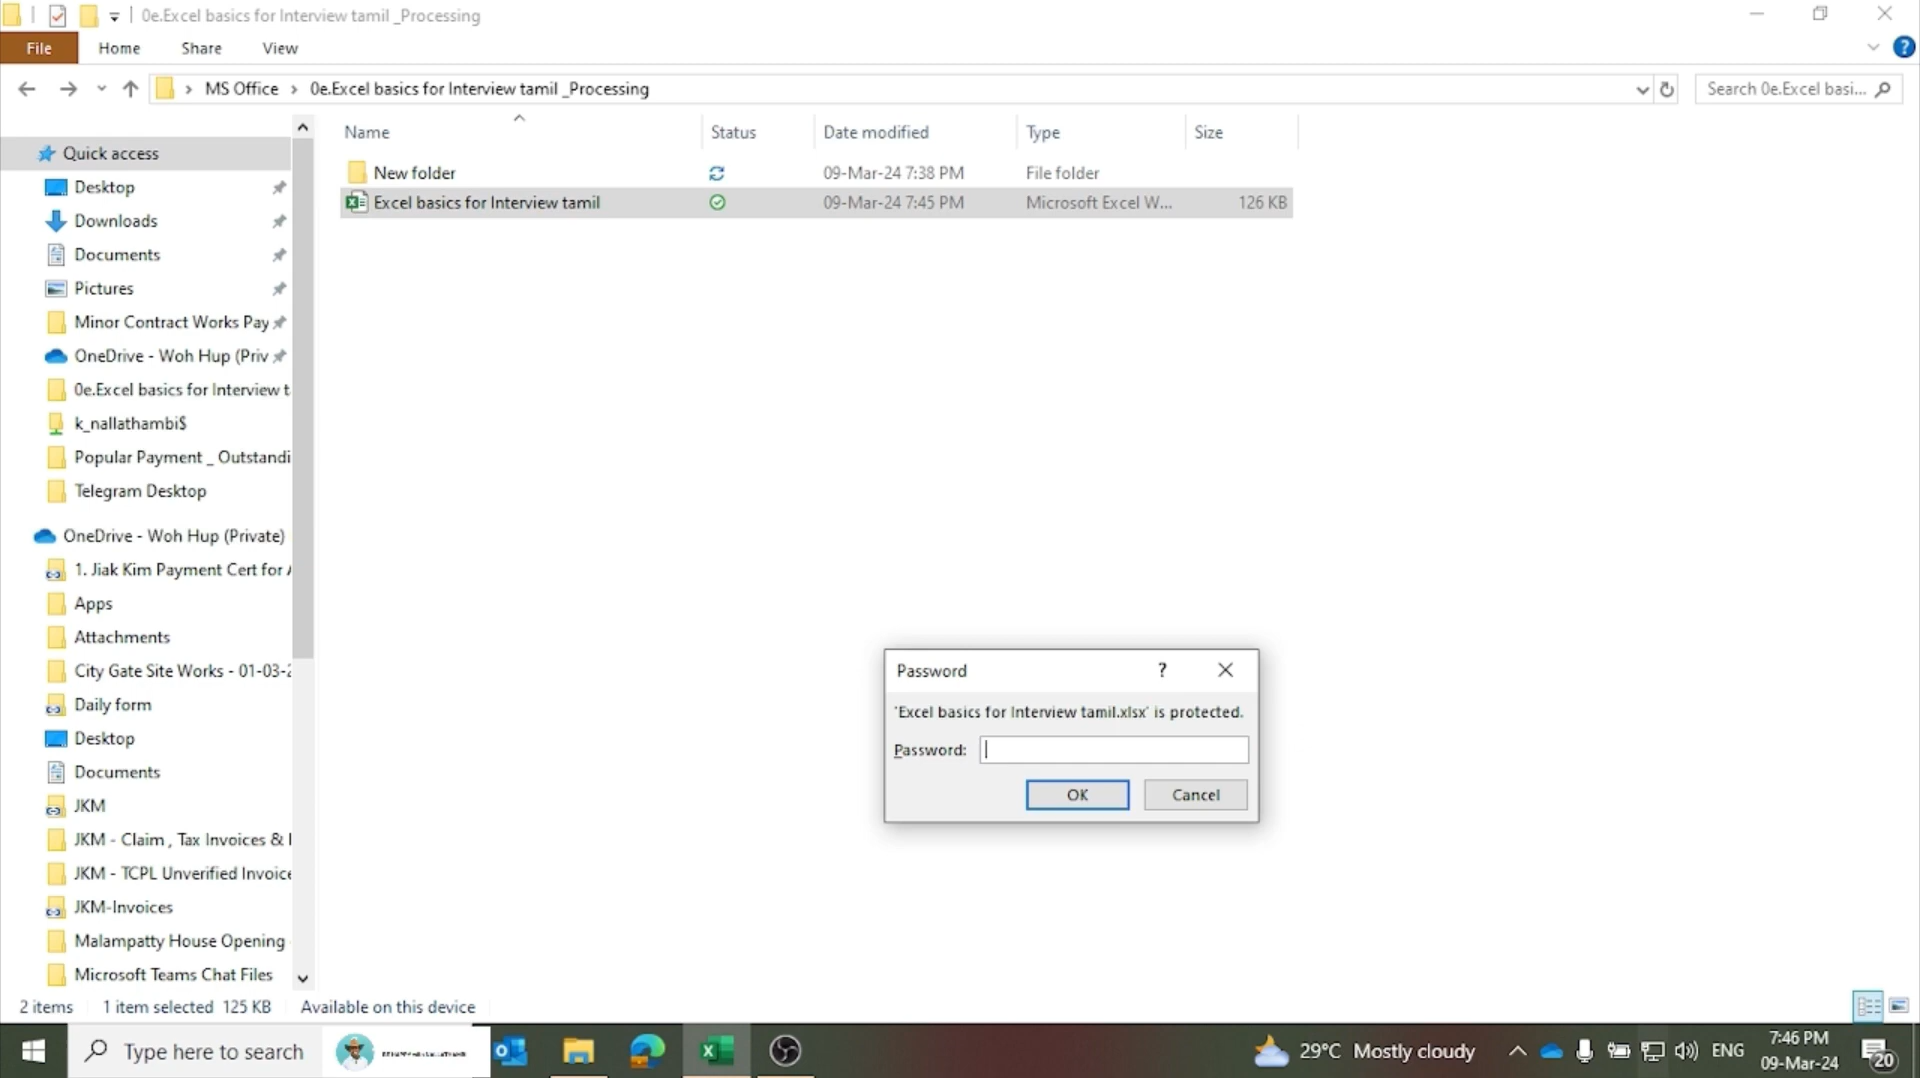 0e.Excel basics for Interview tamil _Processing
File
Home
Share
View
?
MS Office
0e.Excel basics for Interview tamil _Processing
Search 0e.Excel basi...
Name
Status
Date modified
Type
Size
New folder
09-Mar-24 7:38 PM
File folder
Excel basics for Interview tamil
09-Mar-24 7:45 PM
Microsoft Excel W...
126 KB
Quick access
Desktop
Downloads
Documents
Pictures
Minor Contract Works Pay
OneDrive - Woh Hup (Priv
0e.Excel basics for Interview t
k_nallathambi$
Popular Payment _ Outstandi
Telegram Desktop
OneDrive - Woh Hup (Private)
1. Jiak Kim Payment Cert for
Apps
Attachments
City Gate Site Works - 01-03-2
Daily form
Desktop
Documents
JKM
JKM - Claim , Tax Invoices &
JKM - TCPL Unverified Invoice
JKM-Invoices
Malampatty House Opening
Microsoft Teams Chat Files
Password
?
'Excel basics for Interview tamil.xlsx' is protected.
Password:
OK
Cancel
2 items
1 item selected 125 KB
Available on this device
Type here to search
29°C Mostly cloudy
ENG
7:46 PM
09-Mar-24
20